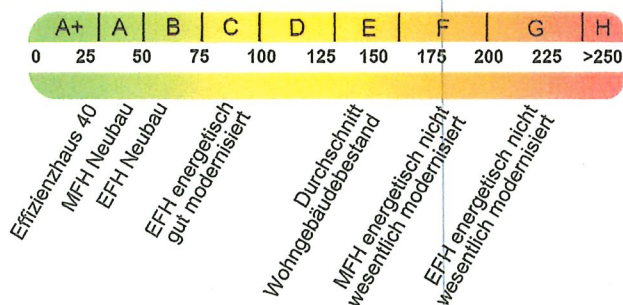 A+ A B C D E F G H
0 25 50 75 100 125 150 175 200 225 >250
Effizienzhaus 40
MFH Neubau
EFH Neubau
EFH energetisch
gut modernisiert
Durchschnitt
Wohngebäudebestand
MFH energetisch nicht
wesentlich modernisiert
EFH energetisch nicht
wesentlich modernisiert